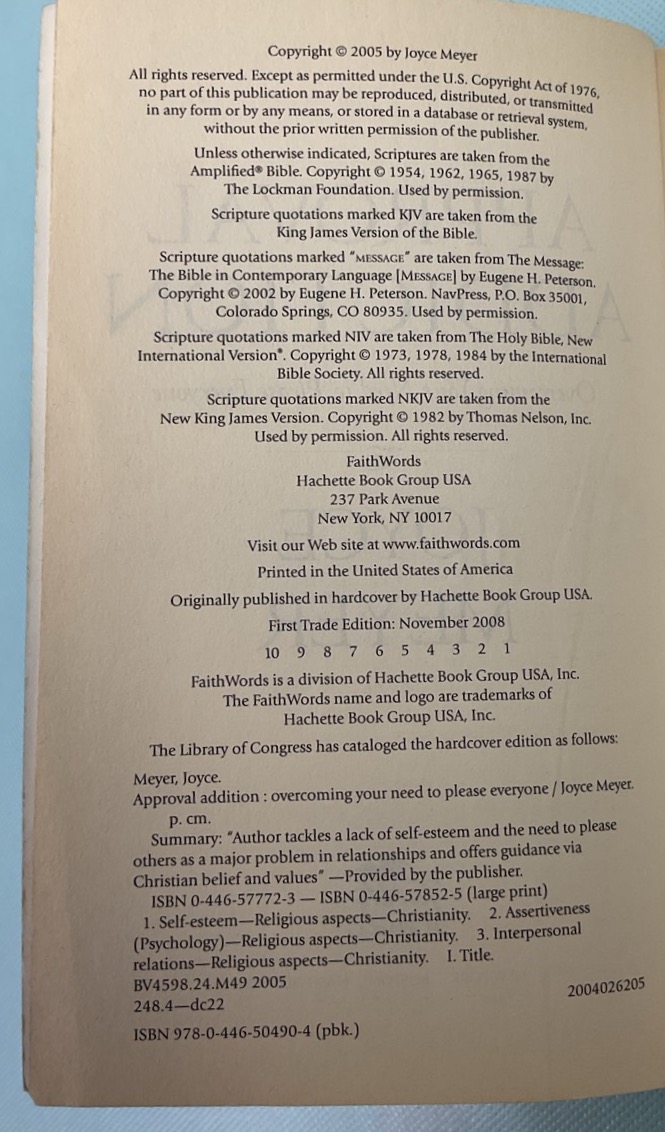 Copyright © 2005 by Joyce Meyer
All rights reserved. Except as permitted under the U.S. Copyright Act of 1976,
no part of this publication may be reproduced, distributed, or transmitted
in any form or by any means, or stored in a database or retrieval system,
without the prior written permission of the publisher.
Unless otherwise indicated, Scriptures are taken from the
Amplified® Bible. Copyright © 1954, 1962, 1965, 1987 by
The Lockman Foundation. Used by permission.
Scripture quotations marked KJV are taken from the
King James Version of the Bible.
Scripture quotations marked "MESSAGE" are taken from The Message:
The Bible in Contemporary Language [MESSAGE] by Eugene H. Peterson.
Copyright © 2002 by Eugene H. Peterson. NavPress, P.O. Box 35001,
Colorado Springs, CO 80935. Used by permission.
Scripture quotations marked NIV are taken from The Holy Bible, New
International Version®. Copyright © 1973, 1978, 1984 by the International
Bible Society. All rights reserved.
Scripture quotations marked NKJV are taken from the
New King James Version. Copyright © 1982 by Thomas Nelson, Inc.
Used by permission. All rights reserved.
FaithWords
Hachette Book Group USA
237 Park Avenue
New York, NY 10017
Visit our Web site at www.faithwords.com
Printed in the United States of America
Originally published in hardcover by Hachette Book Group USA.
First Trade Edition: November 2008
10 9 8 7 6 5 4 3 2 1
FaithWords is a division of Hachette Book Group USA, Inc.
The FaithWords name and logo are trademarks of
Hachette Book Group USA, Inc.
The Library of Congress has cataloged the hardcover edition as follows:
Meyer, Joyce.
Approval addition : overcoming your need to please everyone / Joyce Meyer.
p. cm.
Summary: "Author tackles a lack of self-esteem and the need to please
others as a major problem in relationships and offers guidance via
Christian belief and values" —Provided by the publisher.
ISBN 0-446-57772-3 — ISBN 0-446-57852-5 (large print)
1. Self-esteem—Religious aspects—Christianity. 2. Assertiveness
(Psychology)—Religious aspects—Christianity. 3. Interpersonal
relations—Religious aspects—Christianity. I. Title.
BV4598.24.M49 2005
248.4—dc22 2004026205
ISBN 978-0-446-50490-4 (pbk.)